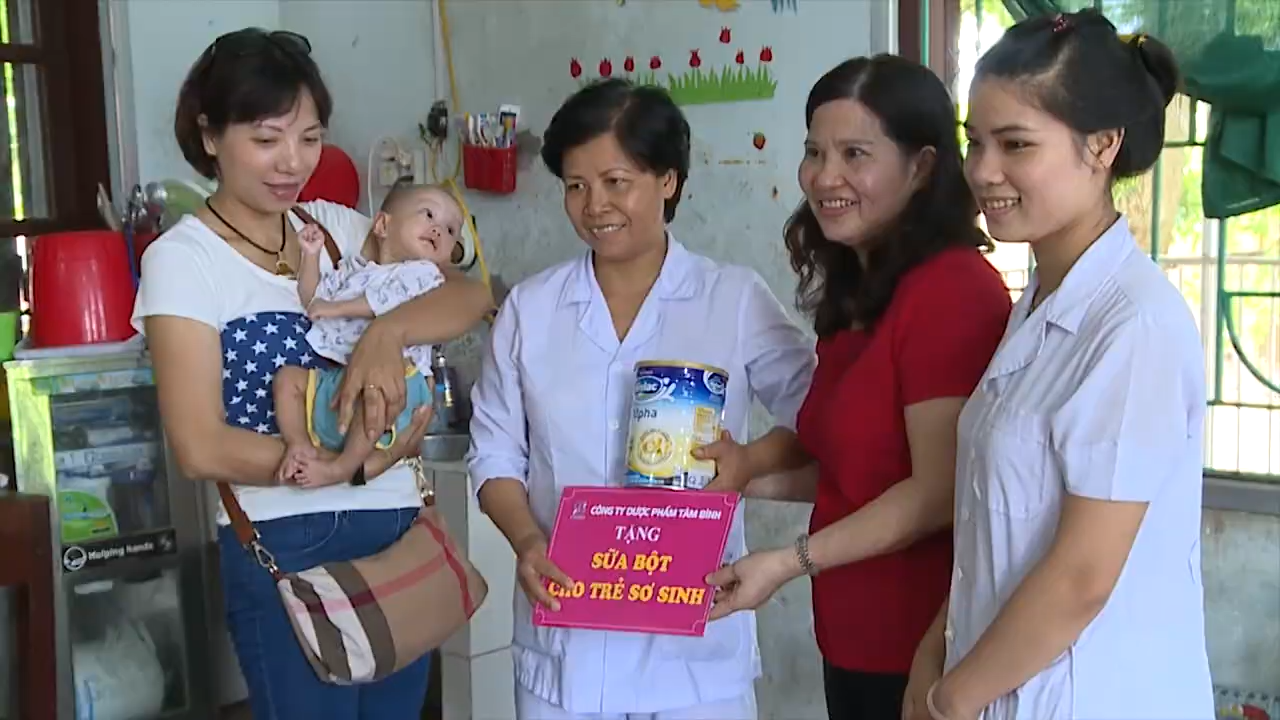 Alpha
CÔNG TY DƯỢC PHẨM TÂM BÌNH
TẶNG
SỮA BỘT
CHO TRẺ SƠ SINH
Helping hands